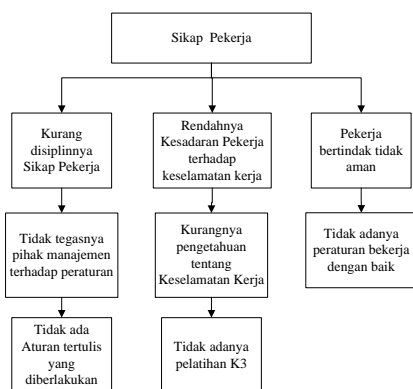 Sikap Pekerja
Kurang
disiplinnya
Sikap Pekerja
Rendahnya
Kesadaran Pekerja
terhadap
keselamatan kerja
Pekerja
bertindak tidak
aman
Tidak tegasnya
pihak manajemen
terhadap peraturan
Kurangnya
pengetahuan
tentang
Keselamatan Kerja
Tidak adanya
peraturan bekerja
dengan baik
Tidak ada
Aturan tertulis
yang
diberlakukan
Tidak adanya
pelatihan K3